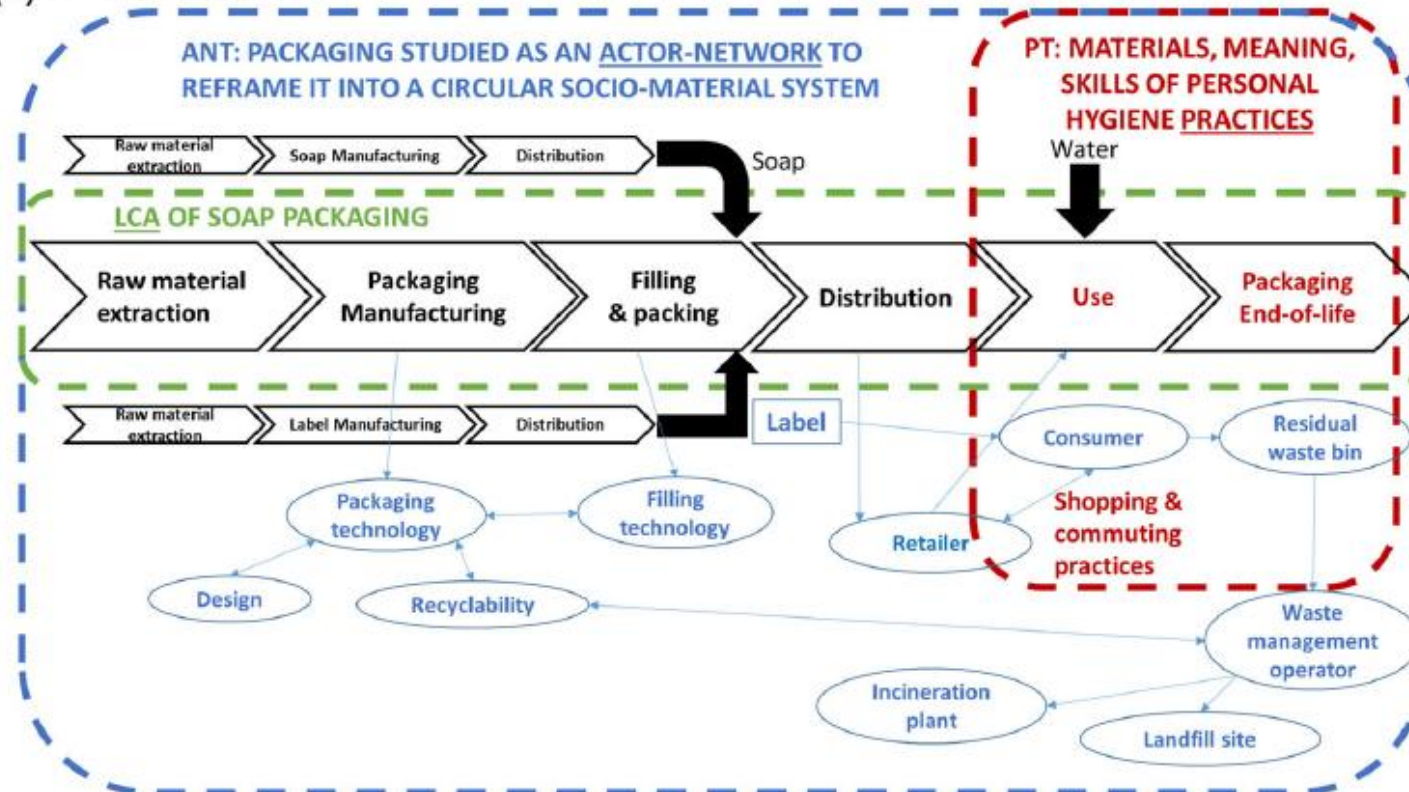 ANT: PACKAGING STUDIED AS AN ACTOR-NETWORK TO
REFRAME IT INTO A CIRCULAR SOCIO-MATERIAL SYSTEM
PT: MATERIALS, MEANING,
SKILLS OF PERSONAL
HYGIENE PRACTICES
Raw material
extraction
Soap Manufacturing
Distribution
Soap
Water
LCA OF SOAP PACKAGING
Raw material
extraction
Packaging
Manufacturing
Filling
& packing
Distribution
Use
Packaging
End-of-life
Raw material
extraction
Label Manufacturing
Distribution
Label
Consumer
Residual
waste bin
Packaging
technology
Filling
technology
Shopping &
commuting
practices
Retailer
Design
Recyclability
Waste
management
operator
Incineration
plant
Landfill site